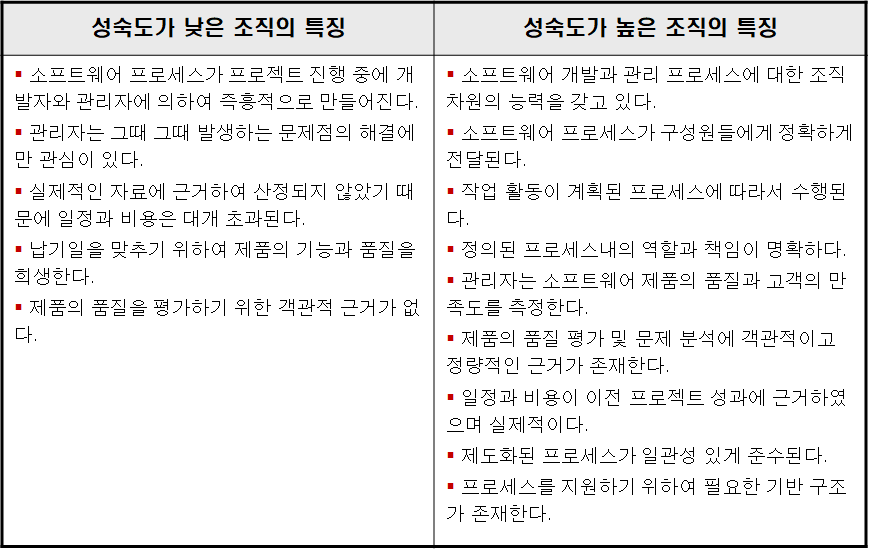 성숙도가 낮은 조직의 특징
▪ 소프트웨어 프로세스가 프로젝트 진행 중에 개
발자와 관리자에 의하여 즉흥적으로 만들어진다.
▪ 관리자는 그때 그때 발생하는 문제점의 해결에
만 관심이 있다.
▪ 실제적인 자료에 근거하여 산정되지 않았기 때
문에 일정과 비용은 대개 초과된다.
▪ 납기일을 맞추기 위하여 제품의 기능과 품질을
희생한다.
▪ 제품의 품질을 평가하기 위한 객관적 근거가 없
다.
성숙도가 높은 조직의 특징
▪ 소프트웨어 개발과 관리 프로세스에 대한 조직
차원의 능력을 갖고 있다.
▪ 소프트웨어 프로세스가 구성원들에게 정확하게
전달된다.
▪ 작업 활동이 계획된 프로세스에 따라서 수행된
다.
▪ 정의된 프로세스내의 역할과 책임이 명확하다.
▪ 관리자는 소프트웨어 제품의 품질과 고객의 만
족도를 측정한다.
▪ 제품의 품질 평가 및 문제 분석에 객관적이고
정량적인 근거가 존재한다.
▪ 일정과 비용이 이전 프로젝트 성과에 근거하였
으며 실제적이다.
▪ 제도화된 프로세스가 일관성 있게 준수된다.
▪ 프로세스를 지원하기 위하여 필요한 기반 구조
가 존재한다.